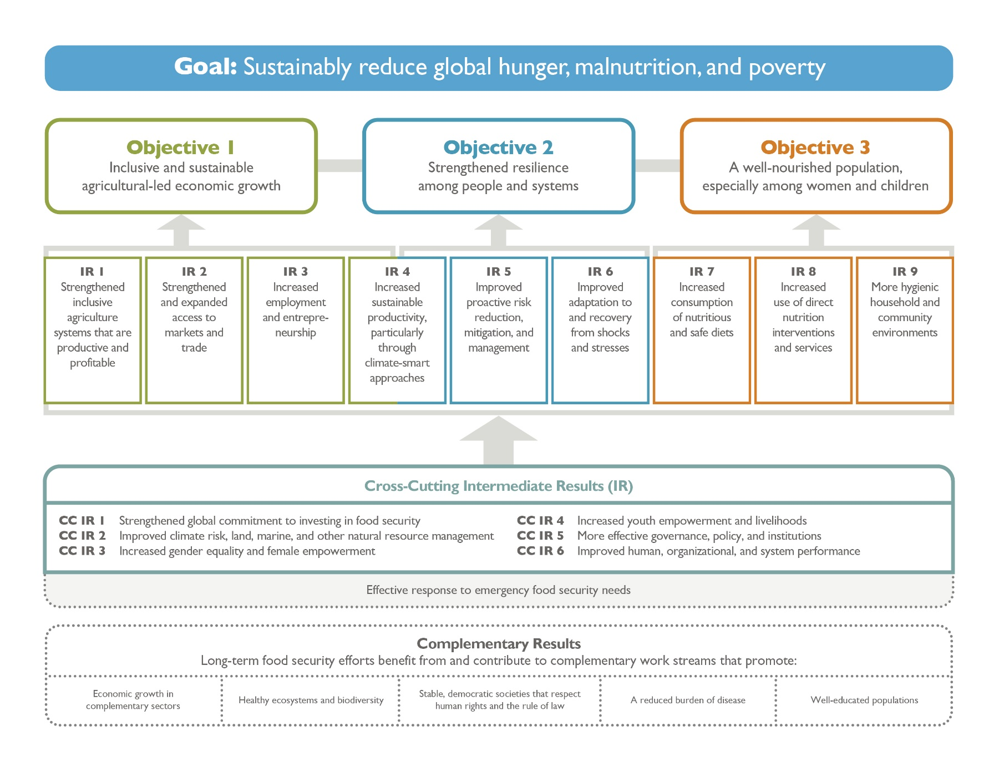 Goal: Sustainably reduce global hunger, malnutrition, and poverty
Objective 1
Inclusive and sustainable
agricultural-led economic growth
Objective 2
Strengthened resilience
among people and systems
Objective 3
A well-nourished population,
especially among women and children
IR 1
Strengthened
inclusive
agriculture
systems that are
productive and
profitable
IR 2
Strengthened
and expanded
access to
markets and
trade
IR 3
Increased
employment
and entrepre-
neurship
IR 4
Increased
sustainable
productivity,
particularly
through
climate-smart
approaches
IR 5
Improved
proactive risk
reduction,
mitigation, and
management
IR 6
Improved
adaptation to
and recovery
from shocks
and stresses
IR 7
Increased
consumption
of nutritious
and safe diets
IR 8
Increased
use of direct
nutrition
interventions
and services
IR 9
More hygienic
household and
community
environments
Cross-Cutting Intermediate Results (IR)
CC IR 1 Strengthened global commitment to investing in food security
CC IR 2 Improved climate risk, land, marine, and other natural resource management
CC IR 3 Increased gender equality and female empowerment
CC IR 4 Increased youth empowerment and livelihoods
CC IR 5 More effective governance, policy, and institutions
CC IR 6 Improved human, organizational, and system performance
Effective response to emergency food security needs
Complementary Results
Long-term food security efforts benefit from and contribute to complementary work streams that promote:
Economic growth in
complementary sectors
Healthy ecosystems and biodiversity
Stable, democratic societies that respect
human rights and the rule of law
A reduced burden of disease
Well-educated populations